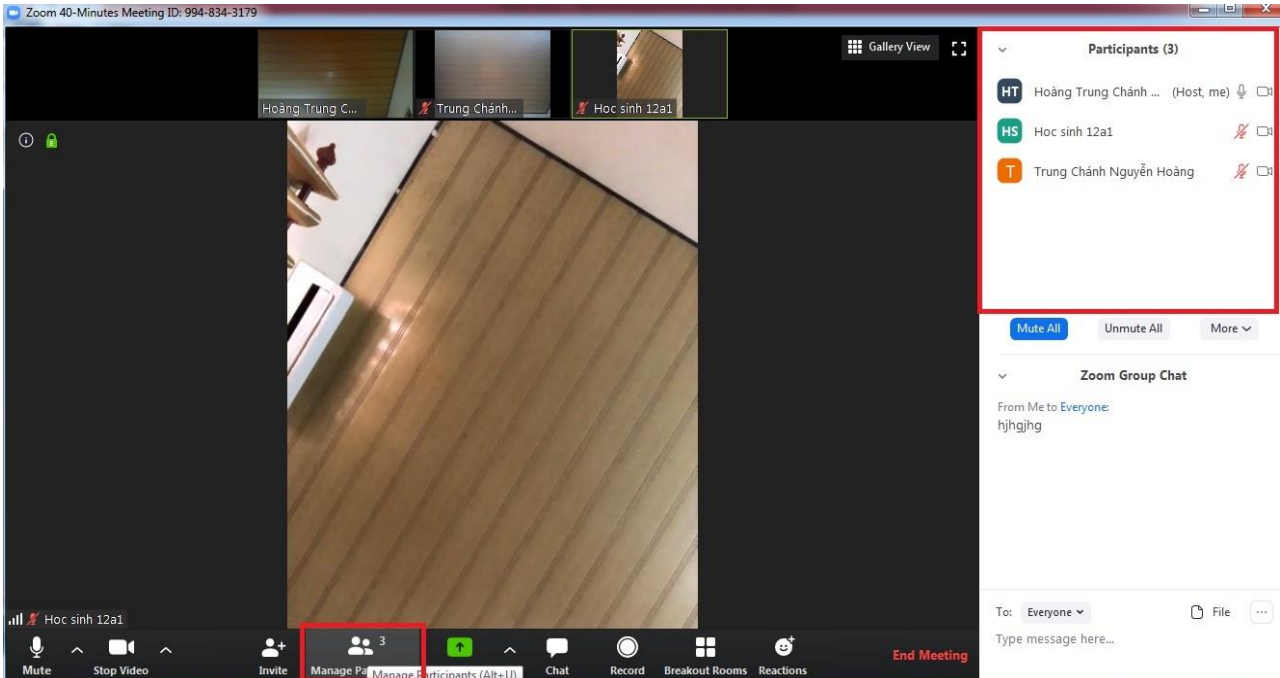 Zoom 40-Minutes Meeting ID: 994-834-3179
Hoàng Trung C...
Trung Chánh...
Hoc sinh 12a1
Gallery View
Participants (3)
HT Hoàng Trung Chánh ... (Host, me)
HS Hoc sinh 12a1
T Trung Chánh Nguyễn Hoàng
Mute All Unmute All More
Zoom Group Chat
From Me to Everyone:
hjhgjhg
Hoc sinh 12a1
To: Everyone File ...
Type message here...
3
Mute Stop Video Invite Manage Pa Chat Record Breakout Rooms Reactions End Meeting
Manage Participants (Alt+U)